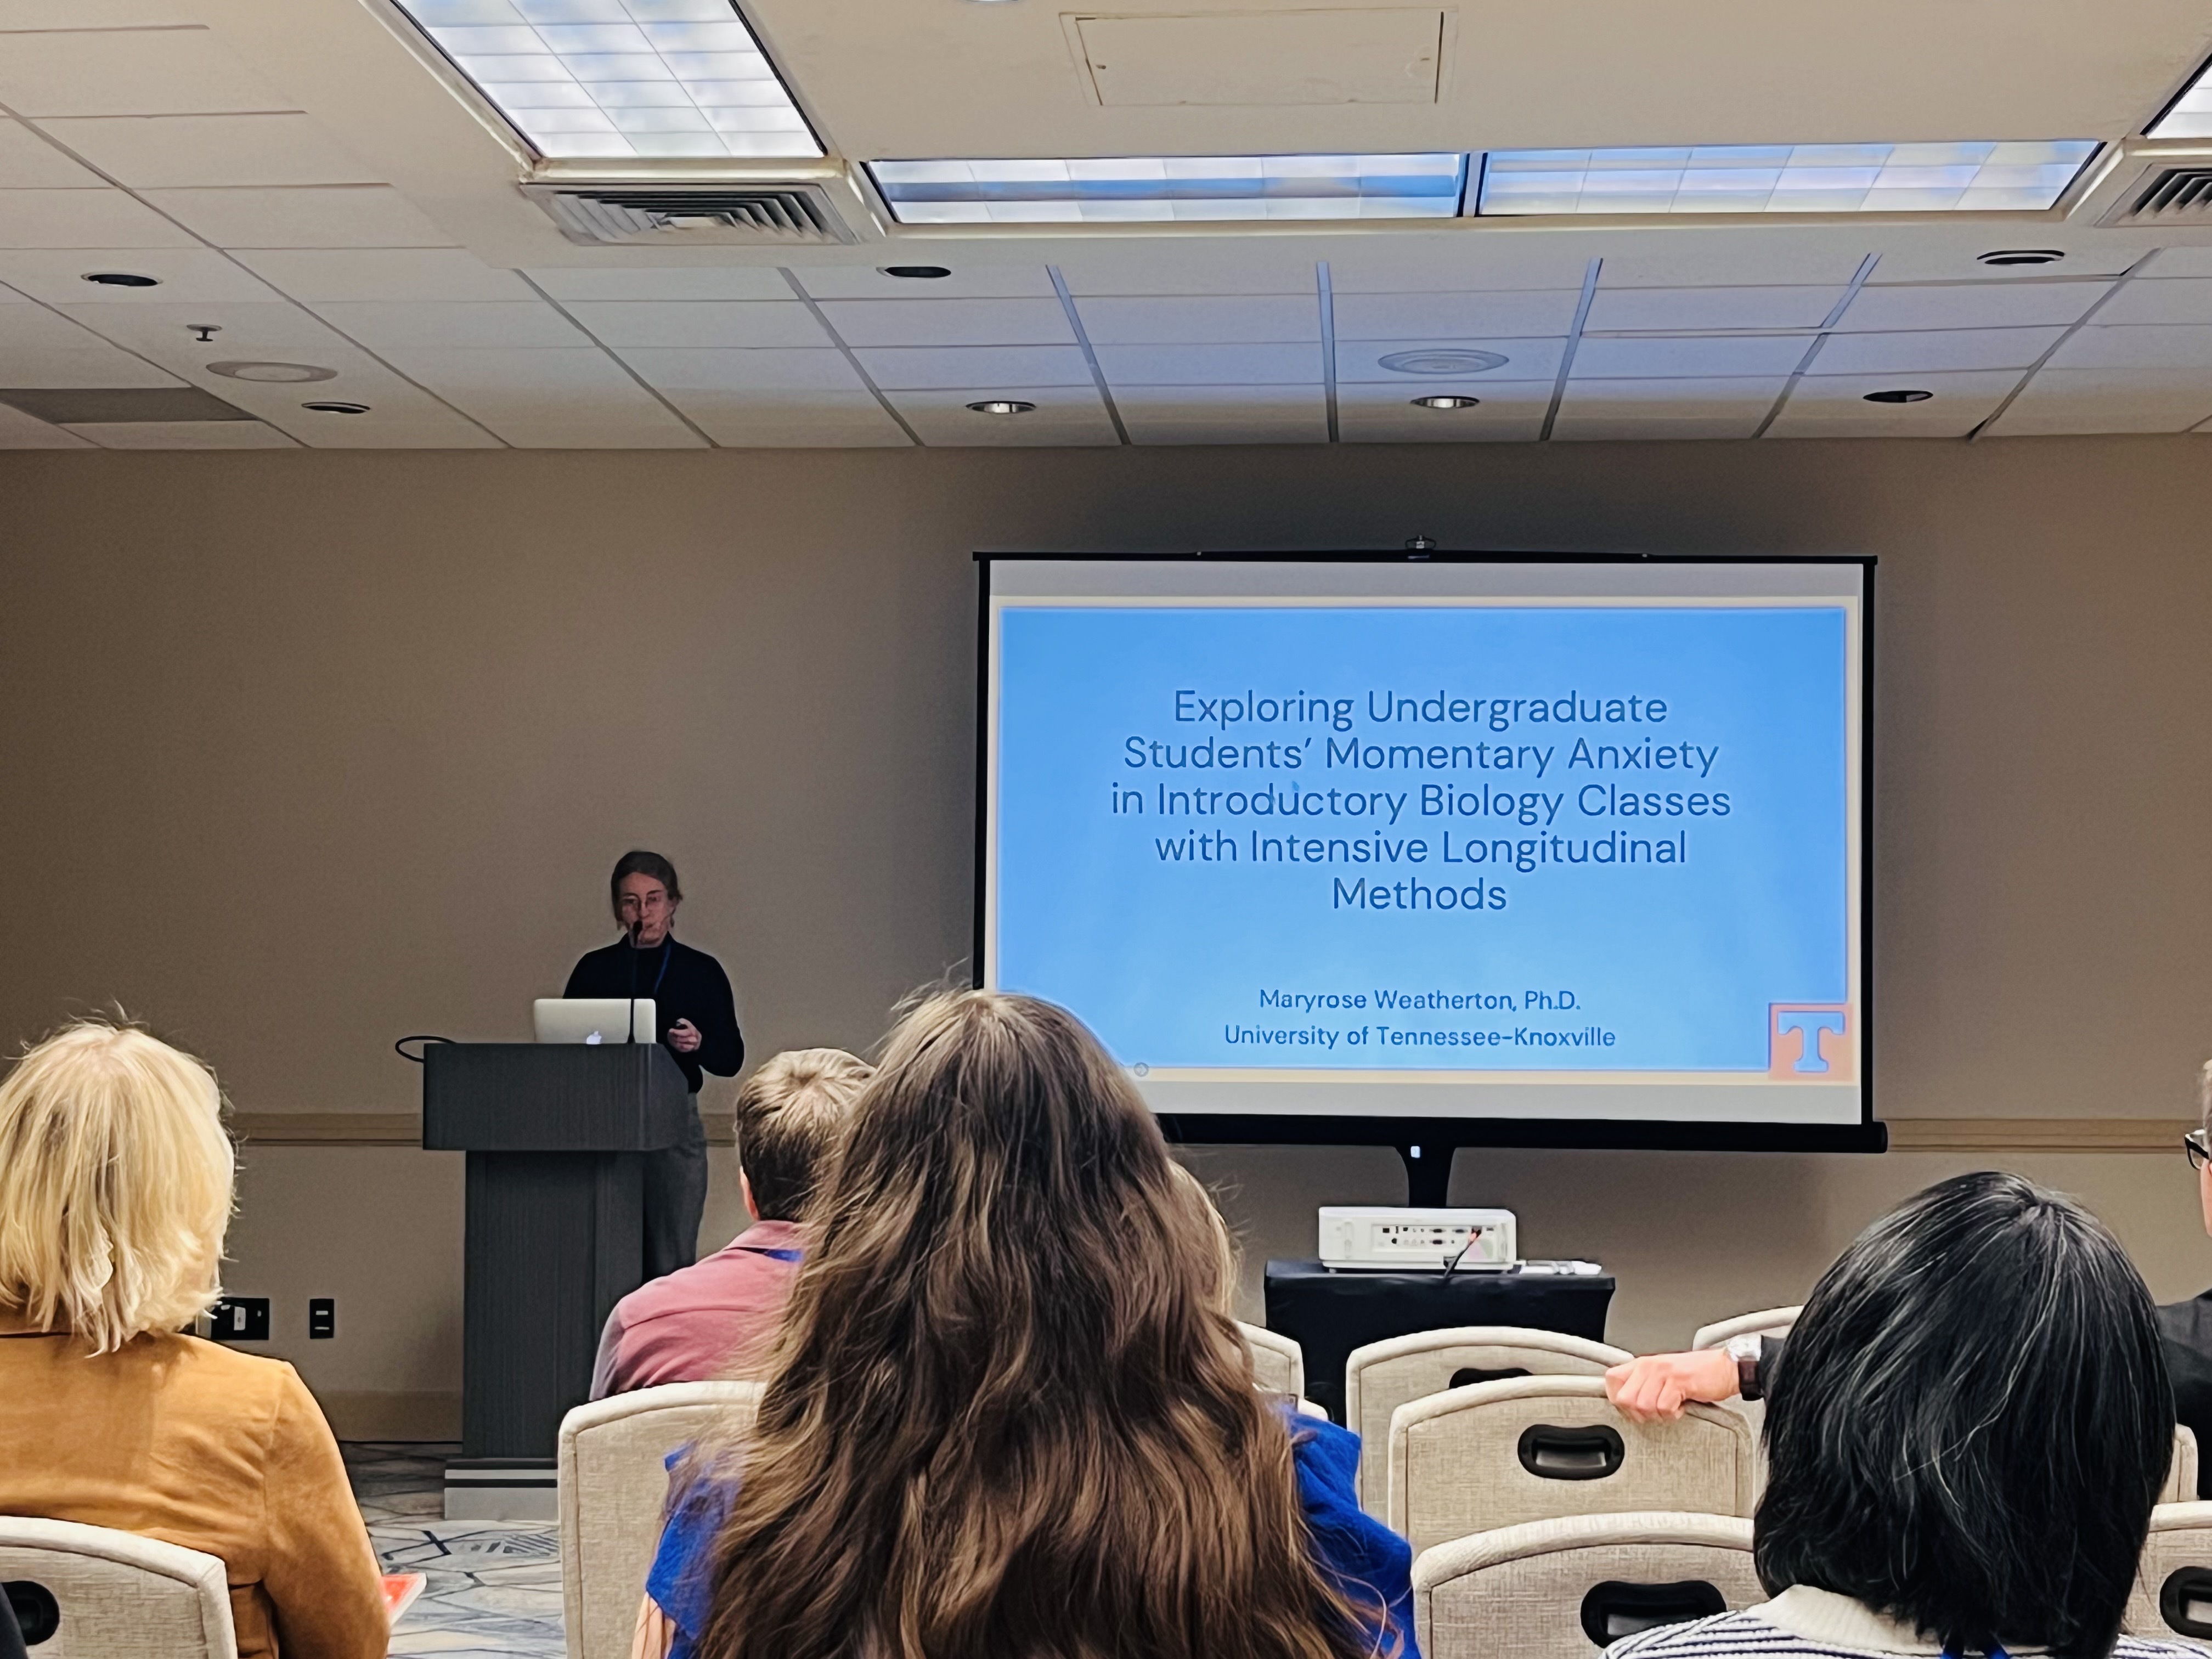 Exploring Undergraduate
Students’ Momentary Anxiety
in Introductory Biology Classes
with Intensive Longitudinal
Methods
Maryrose Weatherton, Ph.D.
University of Tennessee-Knoxville
T